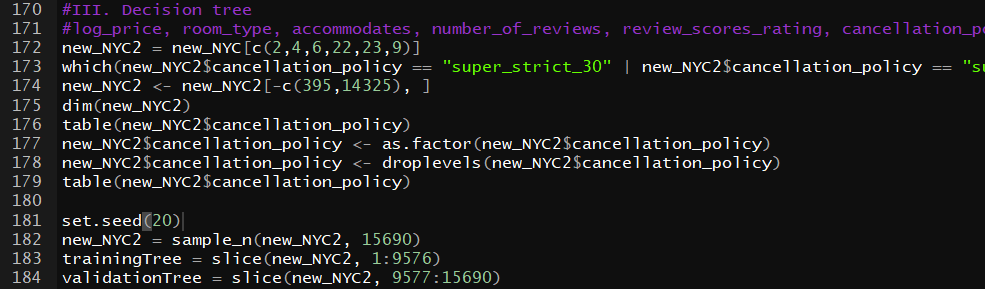 170 #III. Decision tree
171 #log_price, room_type, accommodates, number_of_reviews, review_scores_rating,
172 new_NYC2 = new_NYC[c(2,4,6,22,23,9)]
173 which(new_NYC2$cancellation_policy == "super_strict_30" | new_NYC2$cancellation_policy ==
174 new_NYC2 <- new_NYC2[-c(395,14325), ]
175 dim(new_NYC2)
176 table(new_NYC2$cancellation_policy)
177 new_NYC2$cancellation_policy <- as.factor(new_NYC2$cancellation_policy)
178 new_NYC2$cancellation_policy <- droplevels(new_NYC2$cancellation_policy)
179 table(new_NYC2$cancellation_policy)
180
181 set.seed(20)
182 new_NYC2 = sample_n(new_NYC2, 15690)
183 trainingTree = slice(new_NYC2, 1:9576)
184 validationTree = slice(new_NYC2, 9577:15690)